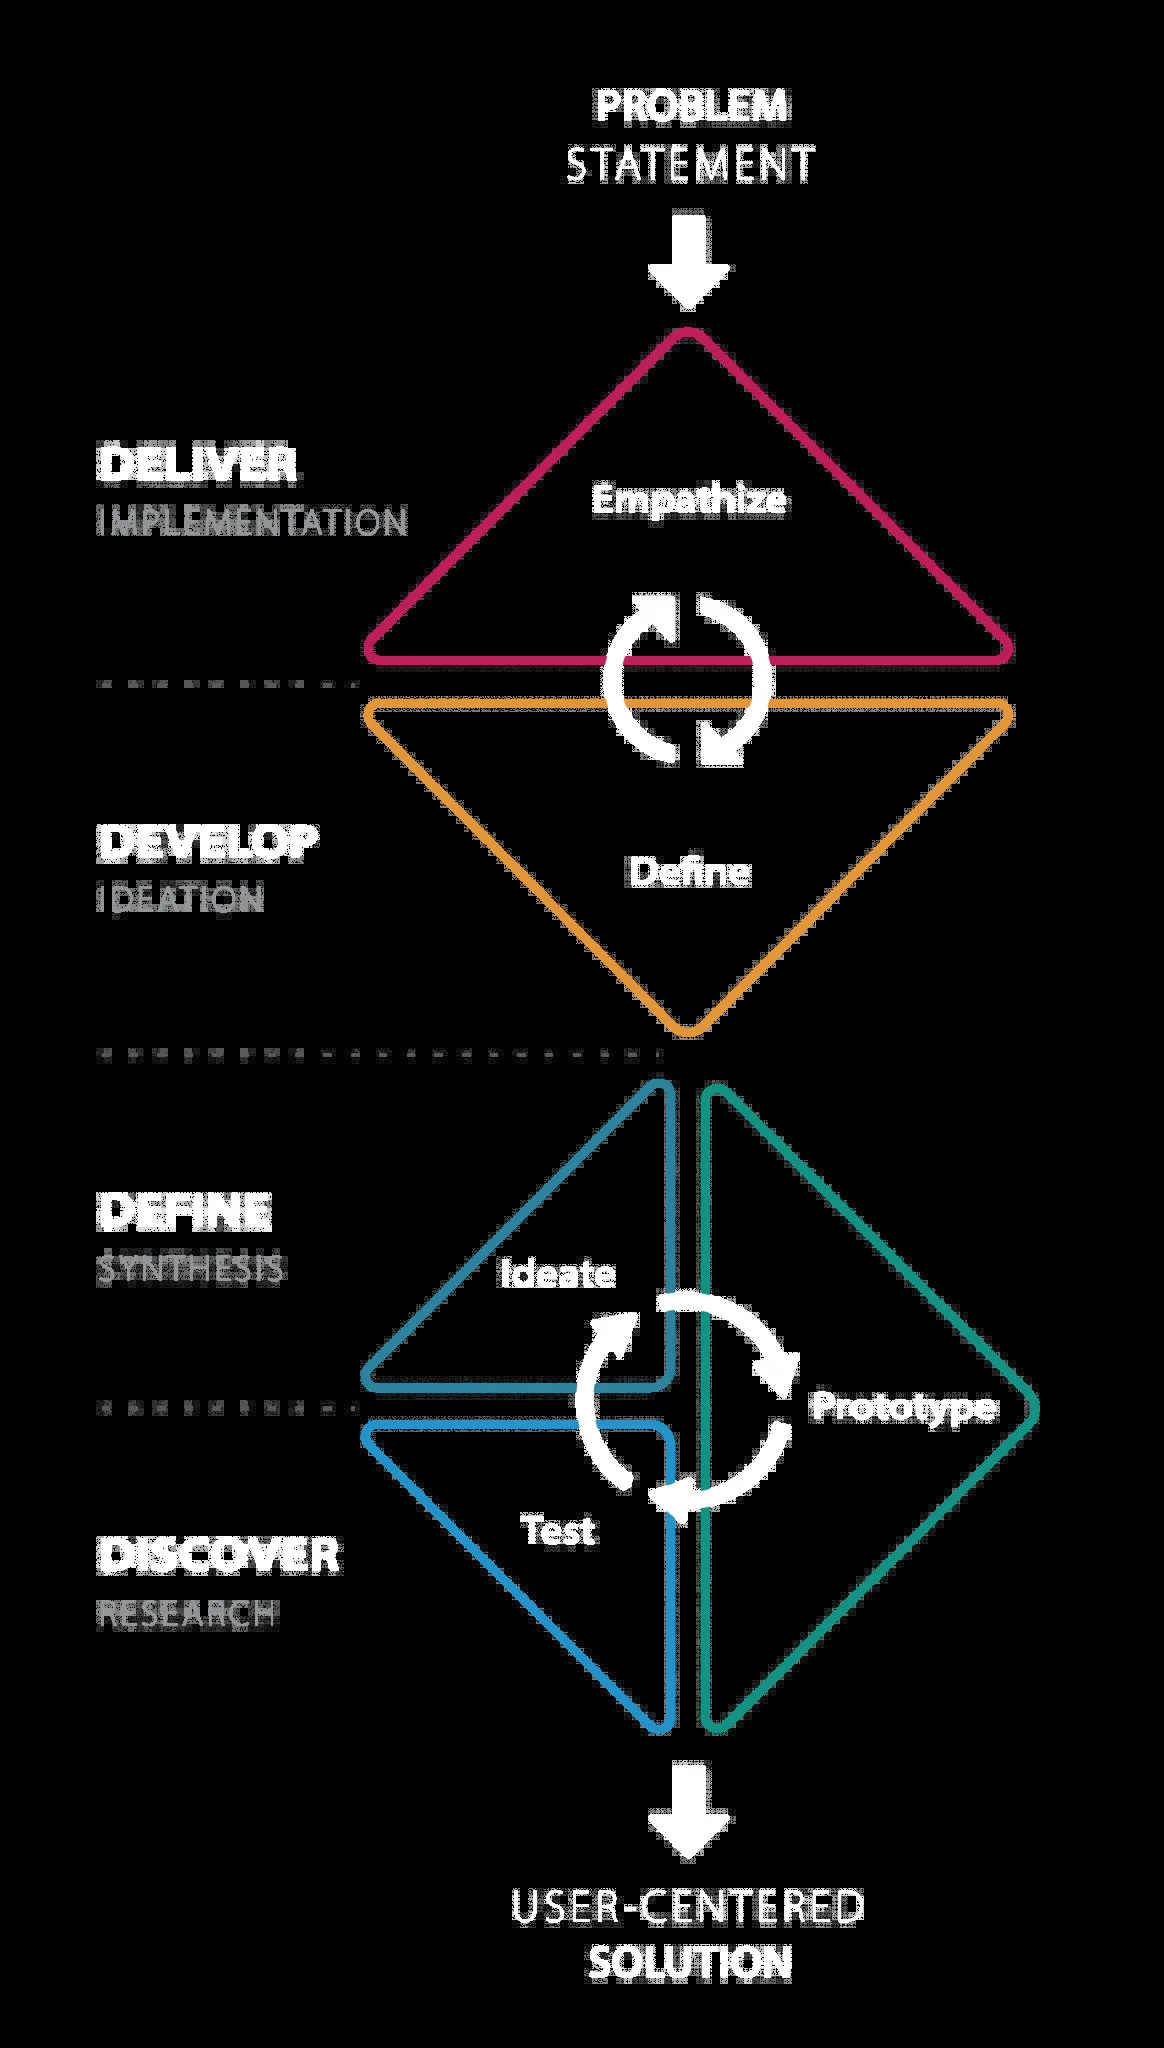 PROBLEM
STATEMENT
DELIVER
IMPLEMENTATION
Empathize
DEVELOP
IDEATION
Define
DEFINE
SYNTHESIS
Ideate
Prototype
Test
DISCOVER
RESEARCH
USER-CENTERED
SOLUTION